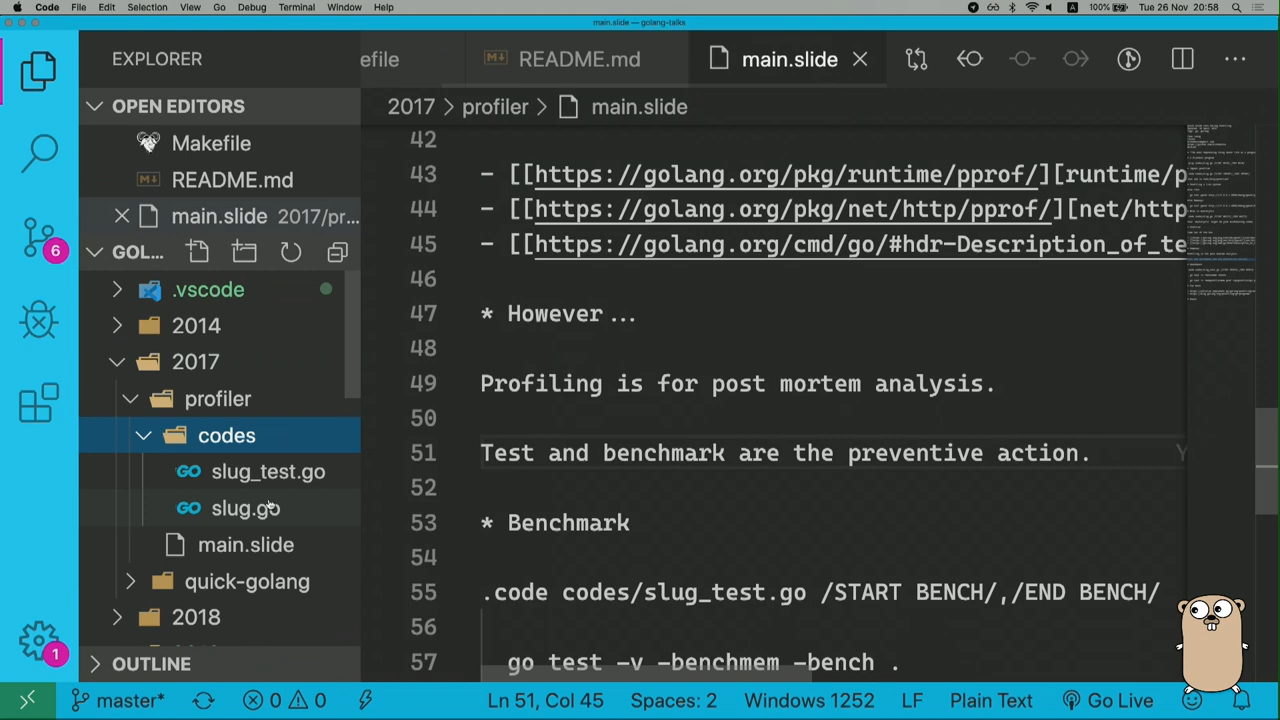 Code File Edit Selection View Go Debug Terminal Window Help
A 100% Tue 26 Nov 20:58
main.slide — golang-talks
EXPLORER
efile
README.md
main.slide
OPEN EDITORS
Makefile
README.md
main.slide 2017/pr...
GOL...
.vscode
2014
2017
profiler
codes
slug_test.go
slug.go
main.slide
quick-golang
2018
OUTLINE
2017 > profiler > main.slide
42
43 - [[https://golang.org/pkg/runtime/pprof/][runtime/p
44 - [[https://golang.org/pkg/net/http/pprof/][net/http
45 - [[https://golang.org/cmd/go/#hdr-Description_of_te
46
47 * However...
48
49 Profiling is for post mortem analysis.
50
51 Test and benchmark are the preventive action. Y
52
53 * Benchmark
54
55 .code codes/slug_test.go /START BENCH/,/END BENCH/
56
57 go test -v -benchmem -bench .
6
1
master* 0 0 Ln 51, Col 45 Spaces: 2 Windows 1252 LF Plain Text Go Live